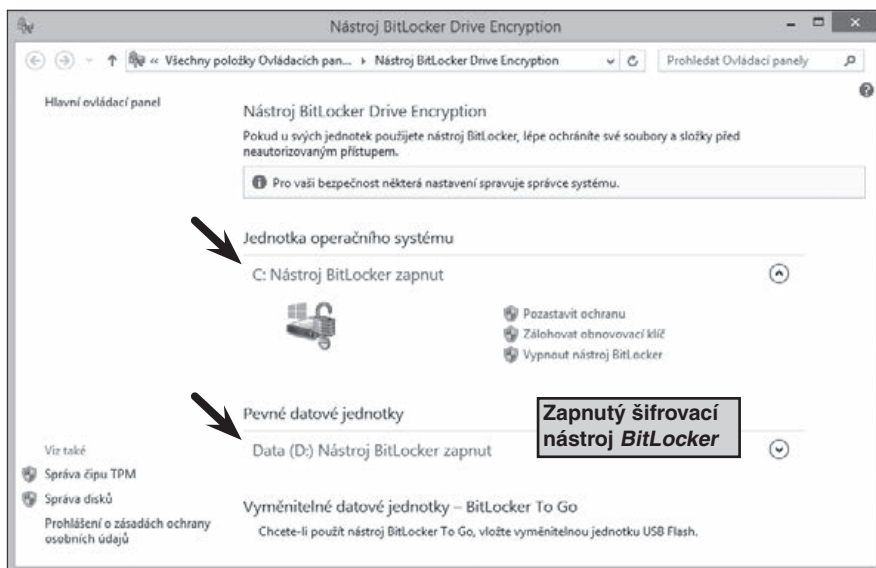 Nástroj BitLocker Drive Encryption
« Všechny položky Ovládacích pan... Nástroj BitLocker Drive Encryption
Prohledat Ovládací panely
Hlavní ovládací panel
Nástroj BitLocker Drive Encryption
Pokud u svých jednotek použijete nástroj BitLocker, lépe ochráníte své soubory a složky před
neautorizovaným přístupem.
Pro vaši bezpečnost některá nastavení spravuje správce systému.
Jednotka operačního systému
C: Nástroj BitLocker zapnut
Pozastavit ochranu
Zálohovat obnovovací klíč
Vypnout nástroj BitLocker
Pevné datové jednotky
Zapnutý šifrovací
nástroj BitLocker
Data (D:) Nástroj BitLocker zapnut
Vyměnitelné datové jednotky – BitLocker To Go
Chcete-li použít nástroj BitLocker To Go, vložte vyměnitelnou jednotku USB Flash.
Viz také
Správa čipu TPM
Správa disků
Prohlášení o zásadách ochrany
osobních údajů